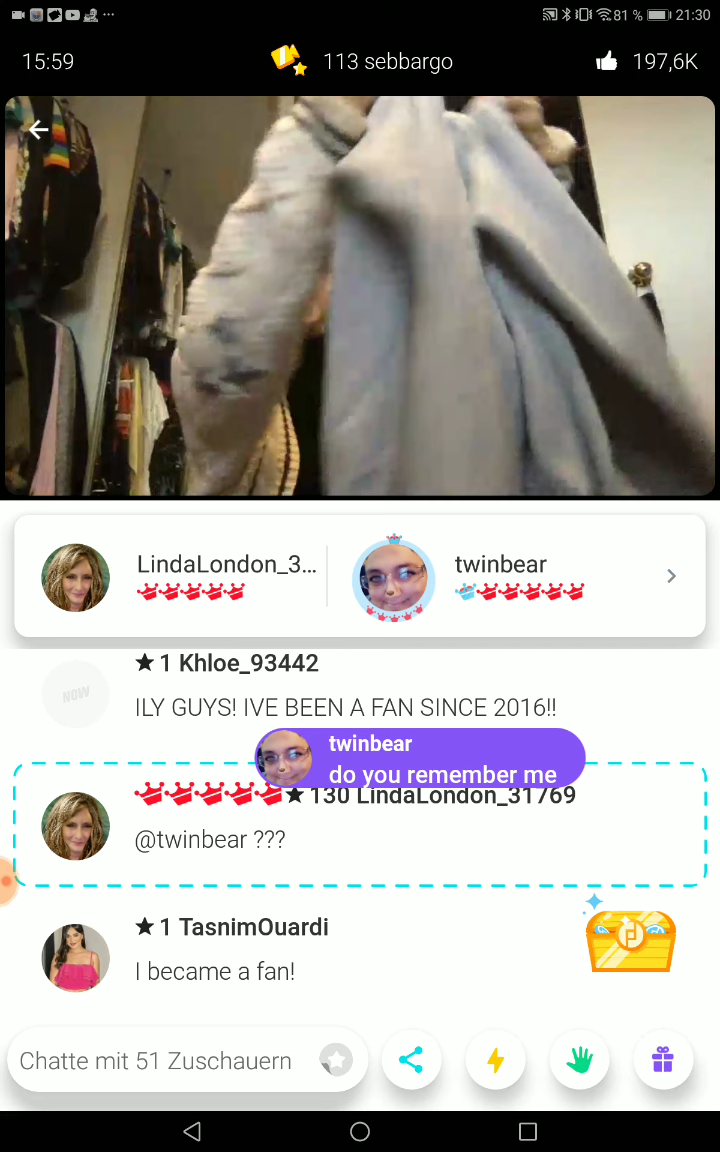 81 % 21:30
15:59
113 sebbargo
197,6K
LindaLondon_3...
twinbear
★ 1 Khloe_93442
NOW
ILY GUYS! IVE BEEN A FAN SINCE 2016!!
twinbear
do you remember me
★ 130 LindaLondon_31769
@twinbear ???
★ 1 TasnimOuardi
I became a fan!
Chatte mit 51 Zuschauern